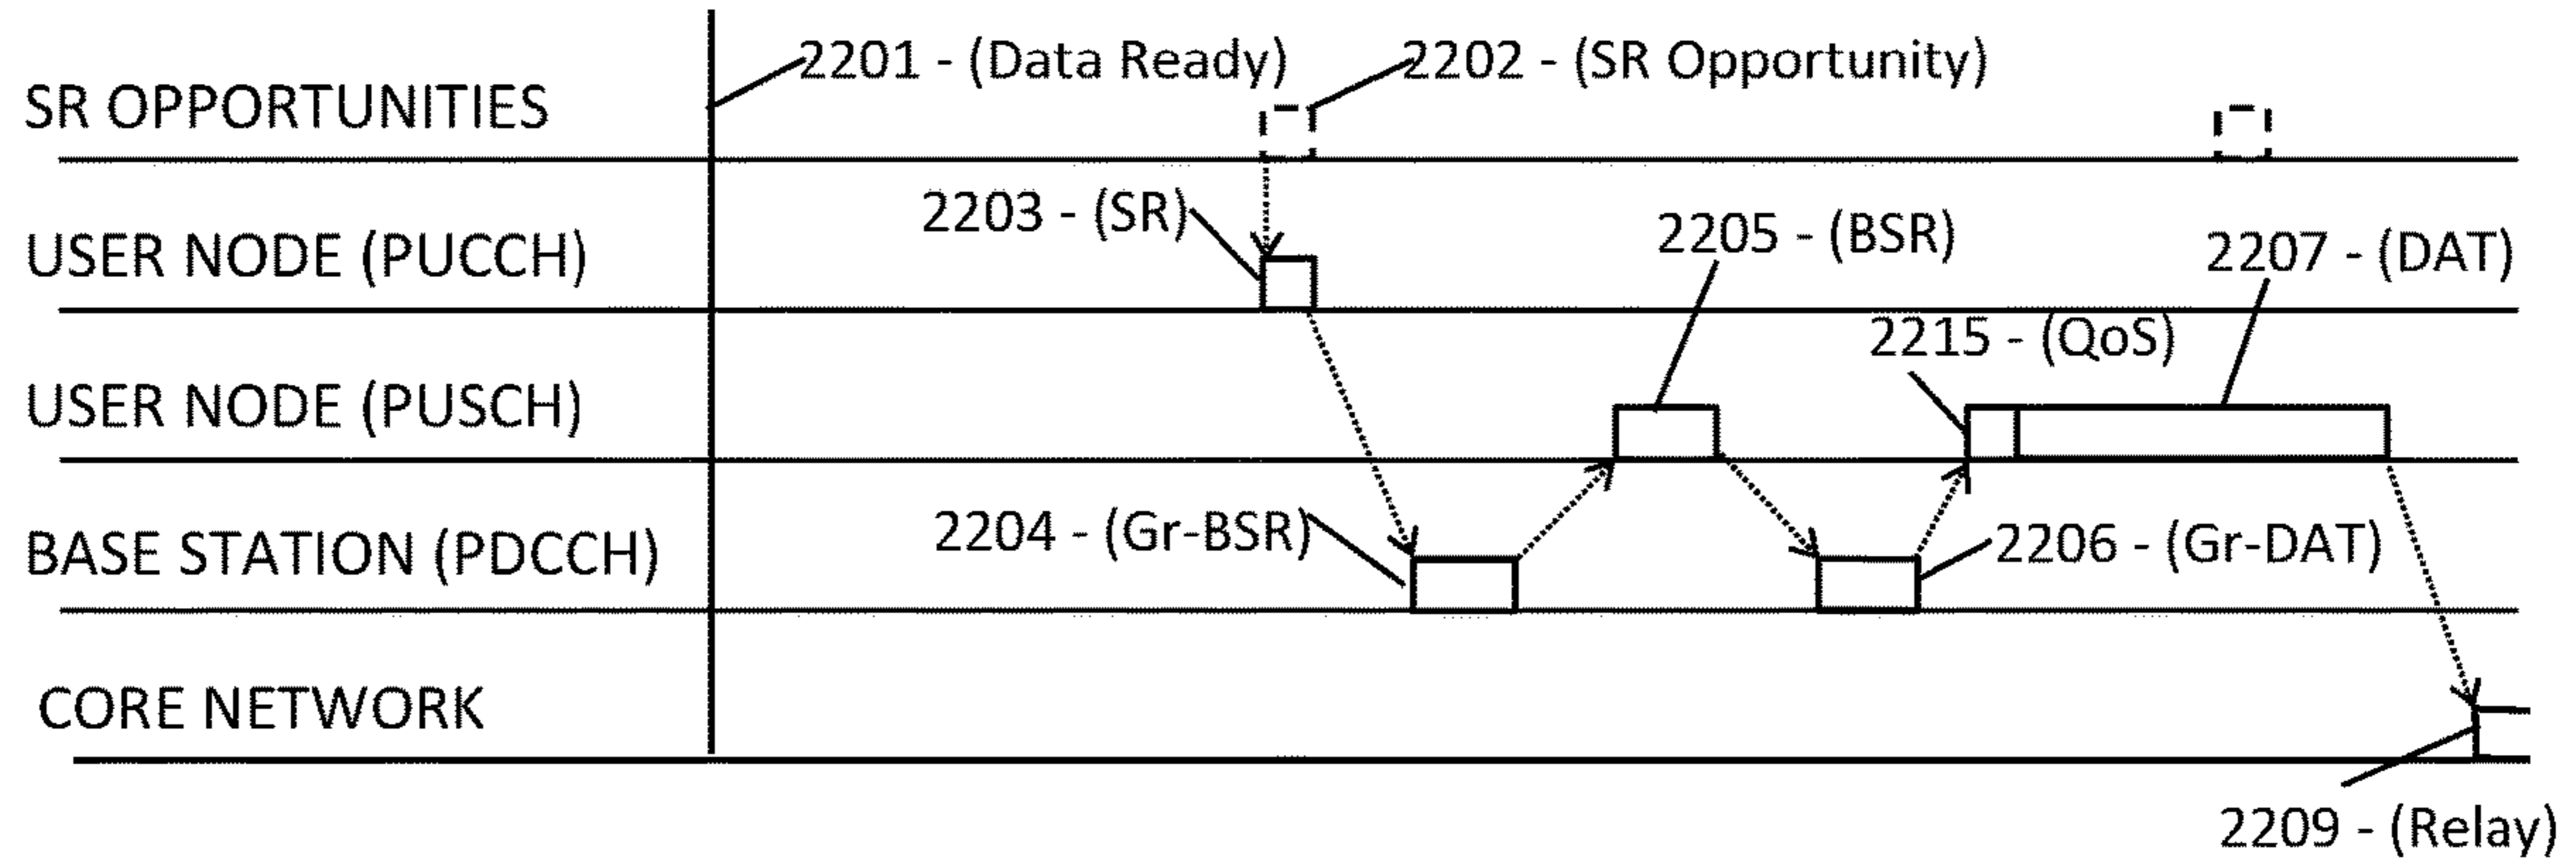 2201 - (Data Ready)
2202 - (SR Opportunity)
SR OPPORTUNITIES
2203 - (SR)
2205 - (BSR)
2207 - (DAT)
USER NODE (PUCCH)
2215 - (QoS)
USER NODE (PUSCH)
2204 - (Gr-BSR)
2206 - (Gr-DAT)
BASE STATION (PDCCH)
CORE NETWORK
2209 - (Relay)